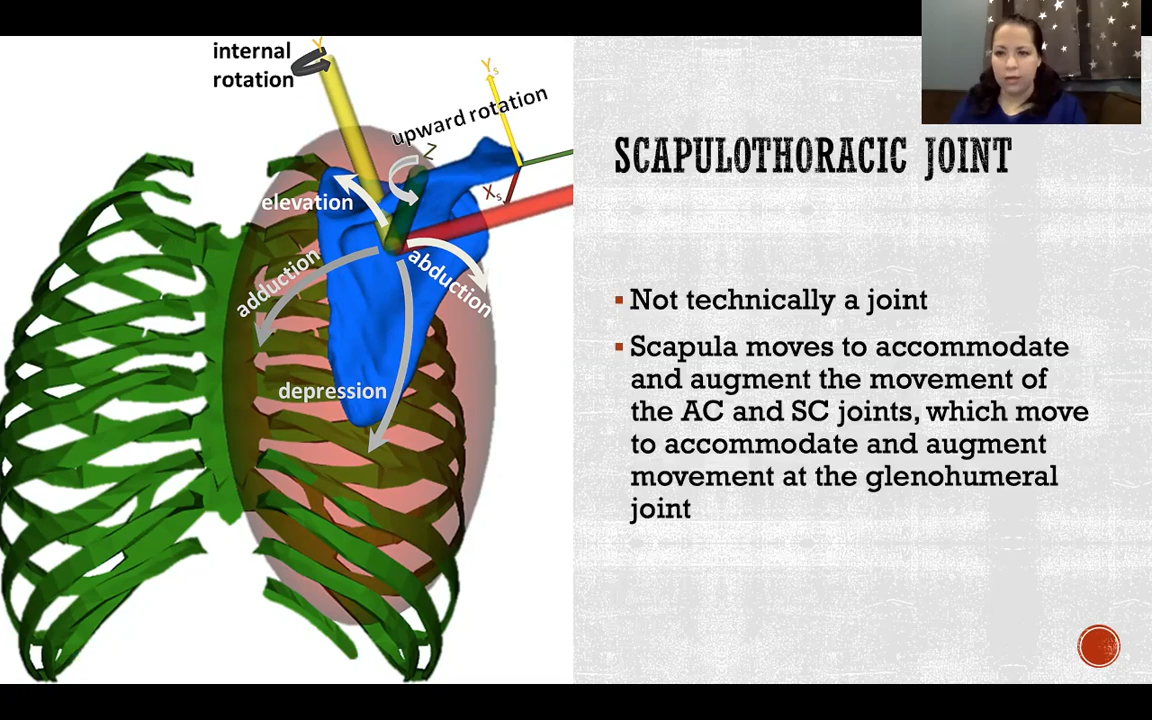 internal
rotation
Y
upward rotation
Ys
Z
Xs
elevation
adduction
abduction
depression
SCAPULOTHORACIC JOINT
▪ Not technically a joint
▪ Scapula moves to accommodate
and augment the movement of
the AC and SC joints, which move
to accommodate and augment
movement at the glenohumeral
joint